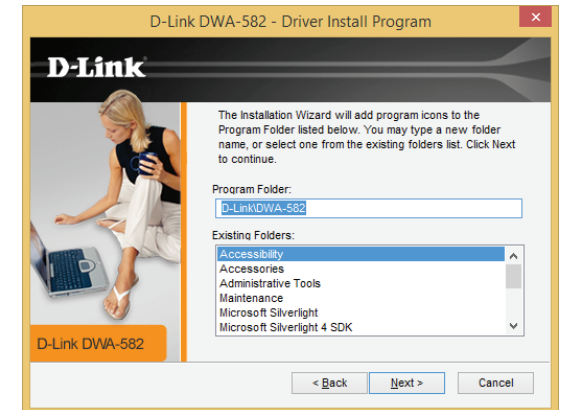 D-Link DWA-582 - Driver Install Program
D-Link
The Installation Wizard will add program icons to the
Program Folder listed below. You may type a new folder
name, or select one from the existing folders list. Click Next
to continue.
Program Folder:
D-Link\DWA-582
Existing Folders:
Accessibility
Accessories
Administrative Tools
Maintenance
Microsoft Silverlight
Microsoft Silverlight 4 SDK
D-Link DWA-582
< Back
Next >
Cancel